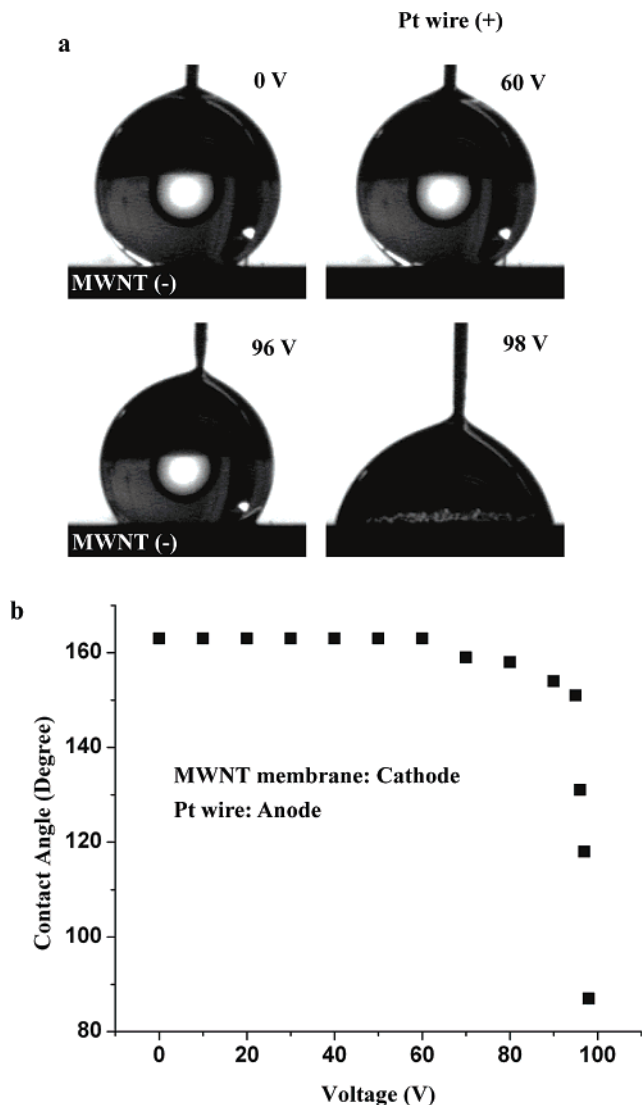 Pt wire (+)
a
0 V
60 V
MWNT (-)
96 V
98 V
MWNT (-)
b
160
140
120
100
80
Contact Angle (Degree)
MWNT membrane: Cathode
Pt wire: Anode
0
20
40
60
80
100
Voltage (V)